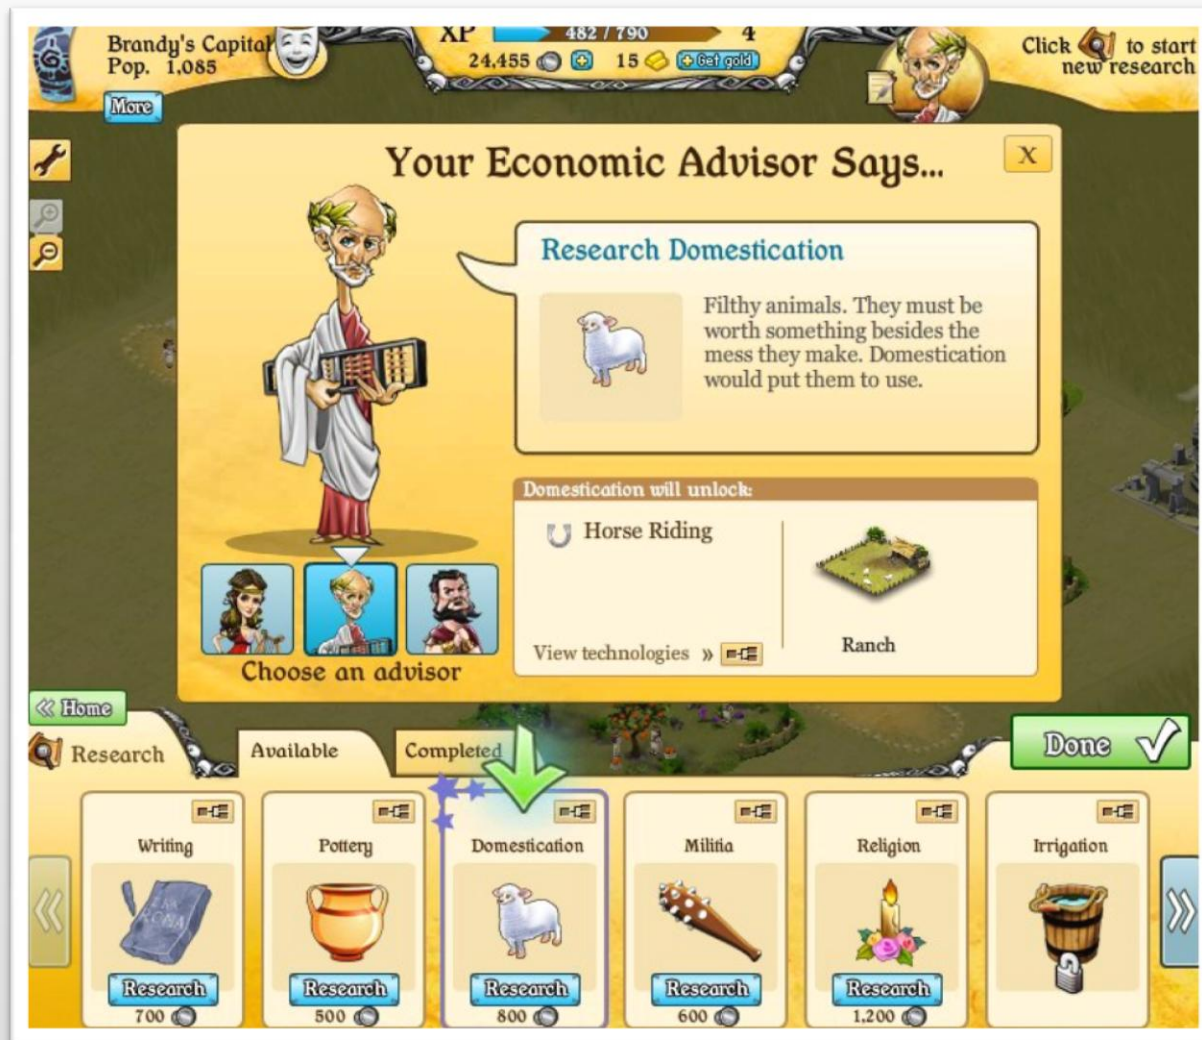 Brandy's Capital
Pop. 1,085
More
XP 482 / 790 4
24,455 15 Get gold
Click to start
new research
Your Economic Advisor Says...
X
Research Domestication
Filthy animals. They must be
worth something besides the
mess they make. Domestication
would put them to use.
Domestication will unlock:
Horse Riding
Ranch
View technologies »
Choose an advisor
« Home
Research
Available
Completed
Done
Writing
Pottery
Domestication
Militia
Religion
Irrigation
Research
Research
Research
Research
Research
700
500
800
600
1,200